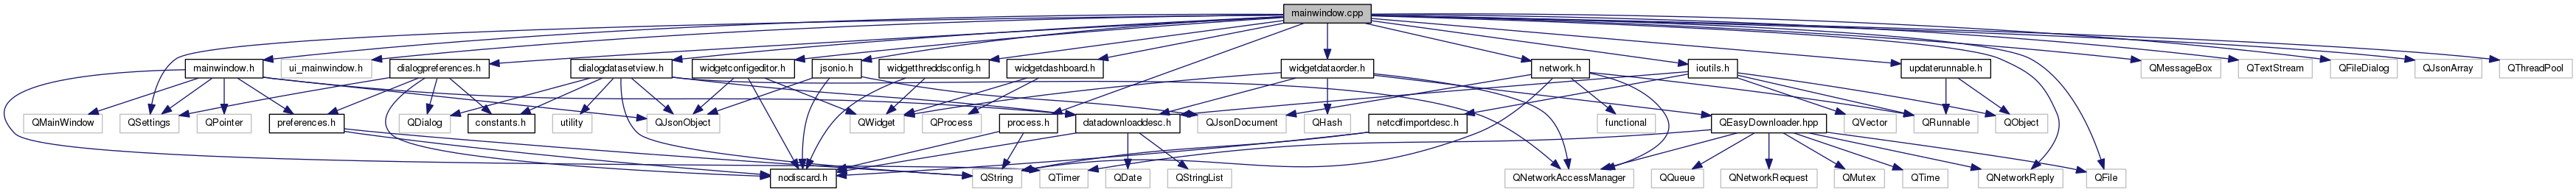 mainwindow.cpp
mainwindow.h
ui_mainwindow.h
dialogpreferences.h
dialogdatasetview.h
widgetconfigeditor.h
jsonio.h
widgetthreddsconfig.h
widgetdashboard.h
widgetdataorder.h
network.h
ioutils.h
updaterunnable.h
QMessageBox
QTextStream
QFileDialog
QJsonArray
QThreadPool
QMainWindow
QSettings
QPointer
preferences.h
QDialog
constants.h
utility
QJsonObject
QWidget
QProcess
process.h
datadownloaddesc.h
QJsonDocument
QHash
netcdfimportdesc.h
functional
QEasyDownloader.hpp
QVector
QRunnable
QObject
nodiscard.h
QString
QTimer
QDate
QStringList
QNetworkAccessManager
QQueue
QNetworkRequest
QMutex
QTime
QNetworkReply
QFile